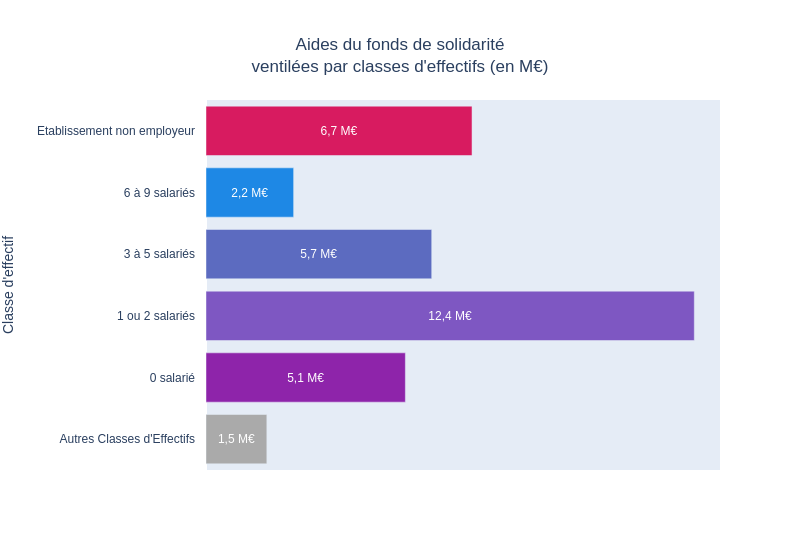 Aides du fonds de solidarité
ventilées par classes d'effectifs (en M€)
Classe d'effectif
Etablissement non employeur
6,7 M€
6 à 9 salariés
2,2 M€
3 à 5 salariés
5,7 M€
1 ou 2 salariés
12,4 M€
0 salarié
5,1 M€
Autres Classes d'Effectifs
1,5 M€